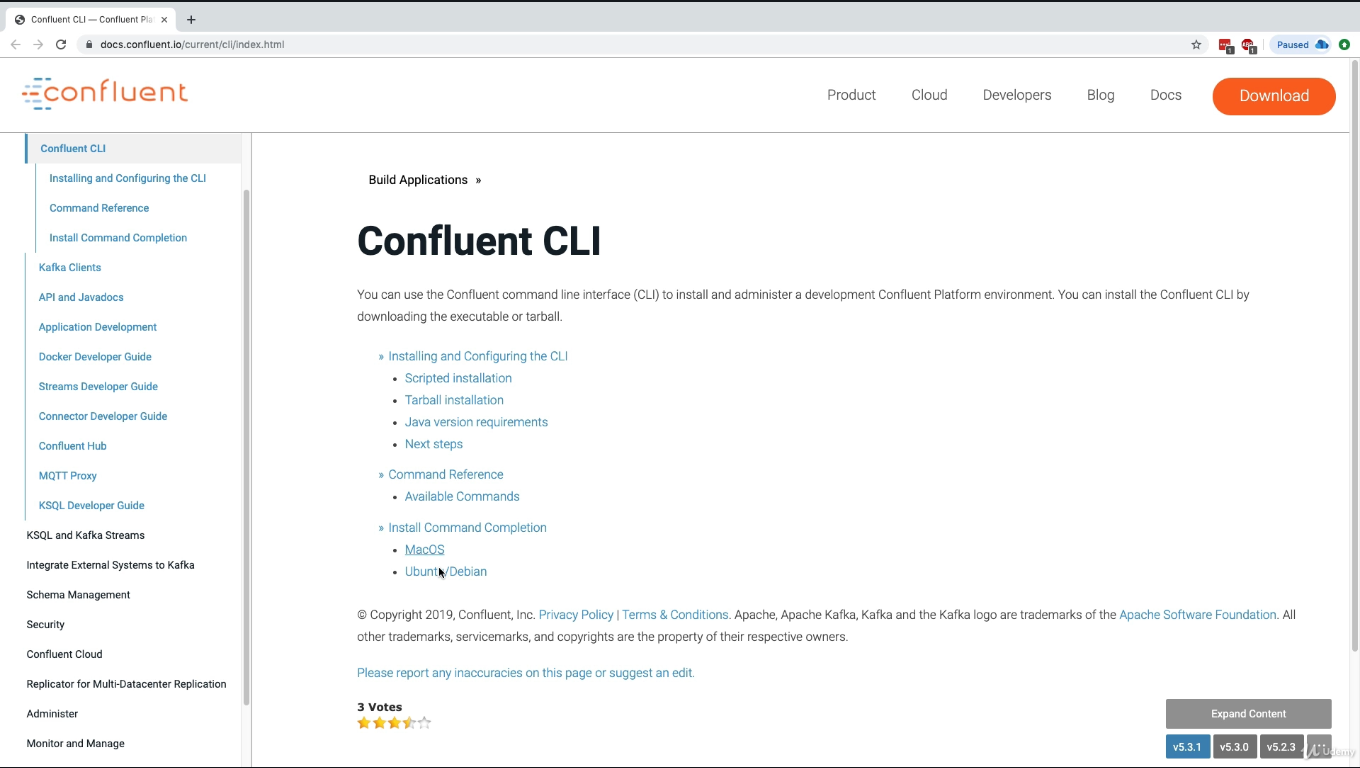 Confluent CLI — Confluent Pla
docs.confluent.io/current/cli/index.html
Paused
confluent
Product
Cloud
Developers
Blog
Docs
Download
Confluent CLI
Installing and Configuring the CLI
Command Reference
Install Command Completion
Kafka Clients
API and Javadocs
Application Development
Docker Developer Guide
Streams Developer Guide
Connector Developer Guide
Confluent Hub
MQTT Proxy
KSQL Developer Guide
KSQL and Kafka Streams
Integrate External Systems to Kafka
Schema Management
Security
Confluent Cloud
Replicator for Multi-Datacenter Replication
Administer
Monitor and Manage
Build Applications »
Confluent CLI
You can use the Confluent command line interface (CLI) to install and administer a development Confluent Platform environment. You can install the Confluent CLI by
downloading the executable or tarball.
» Installing and Configuring the CLI
• Scripted installation
• Tarball installation
• Java version requirements
• Next steps
» Command Reference
• Available Commands
» Install Command Completion
• MacOS
• Ubuntu/Debian
© Copyright 2019, Confluent, Inc. Privacy Policy | Terms & Conditions. Apache, Apache Kafka, Kafka and the Kafka logo are trademarks of the Apache Software Foundation. All
other trademarks, servicemarks, and copyrights are the property of their respective owners.
Please report any inaccuracies on this page or suggest an edit.
3 Votes
Expand Content
v5.3.1
v5.3.0
v5.2.3
Udemy